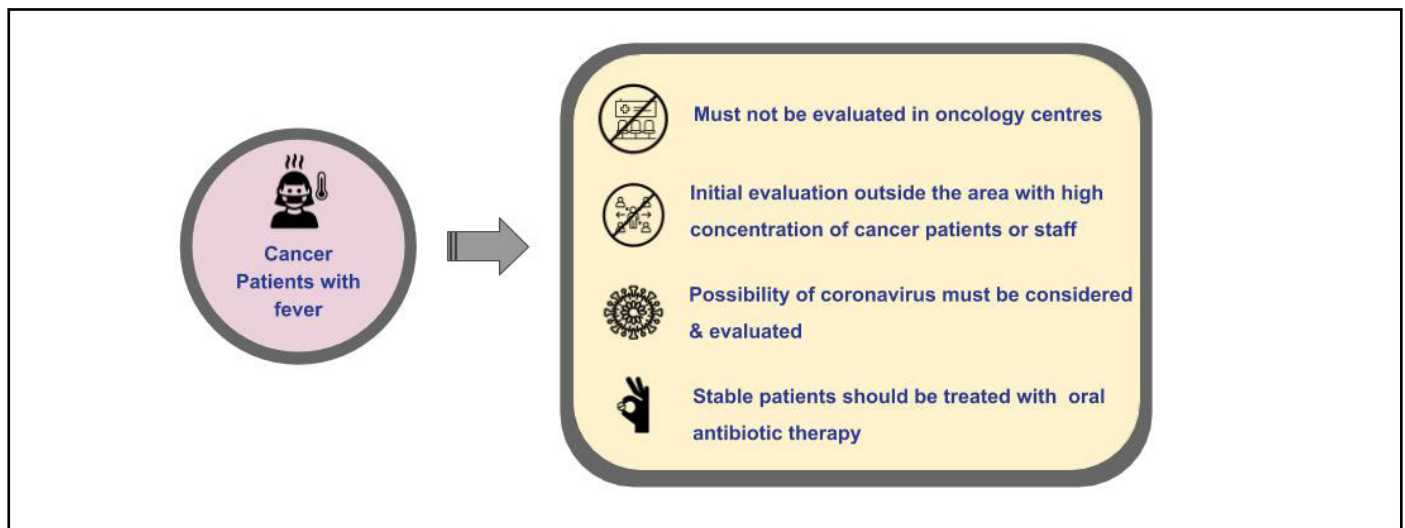 Cancer
Patients with
fever
Must not be evaluated in oncology centres
Initial evaluation outside the area with high
concentration of cancer patients or staff
Possibility of coronavirus must be considered
& evaluated
Stable patients should be treated with oral
antibiotic therapy